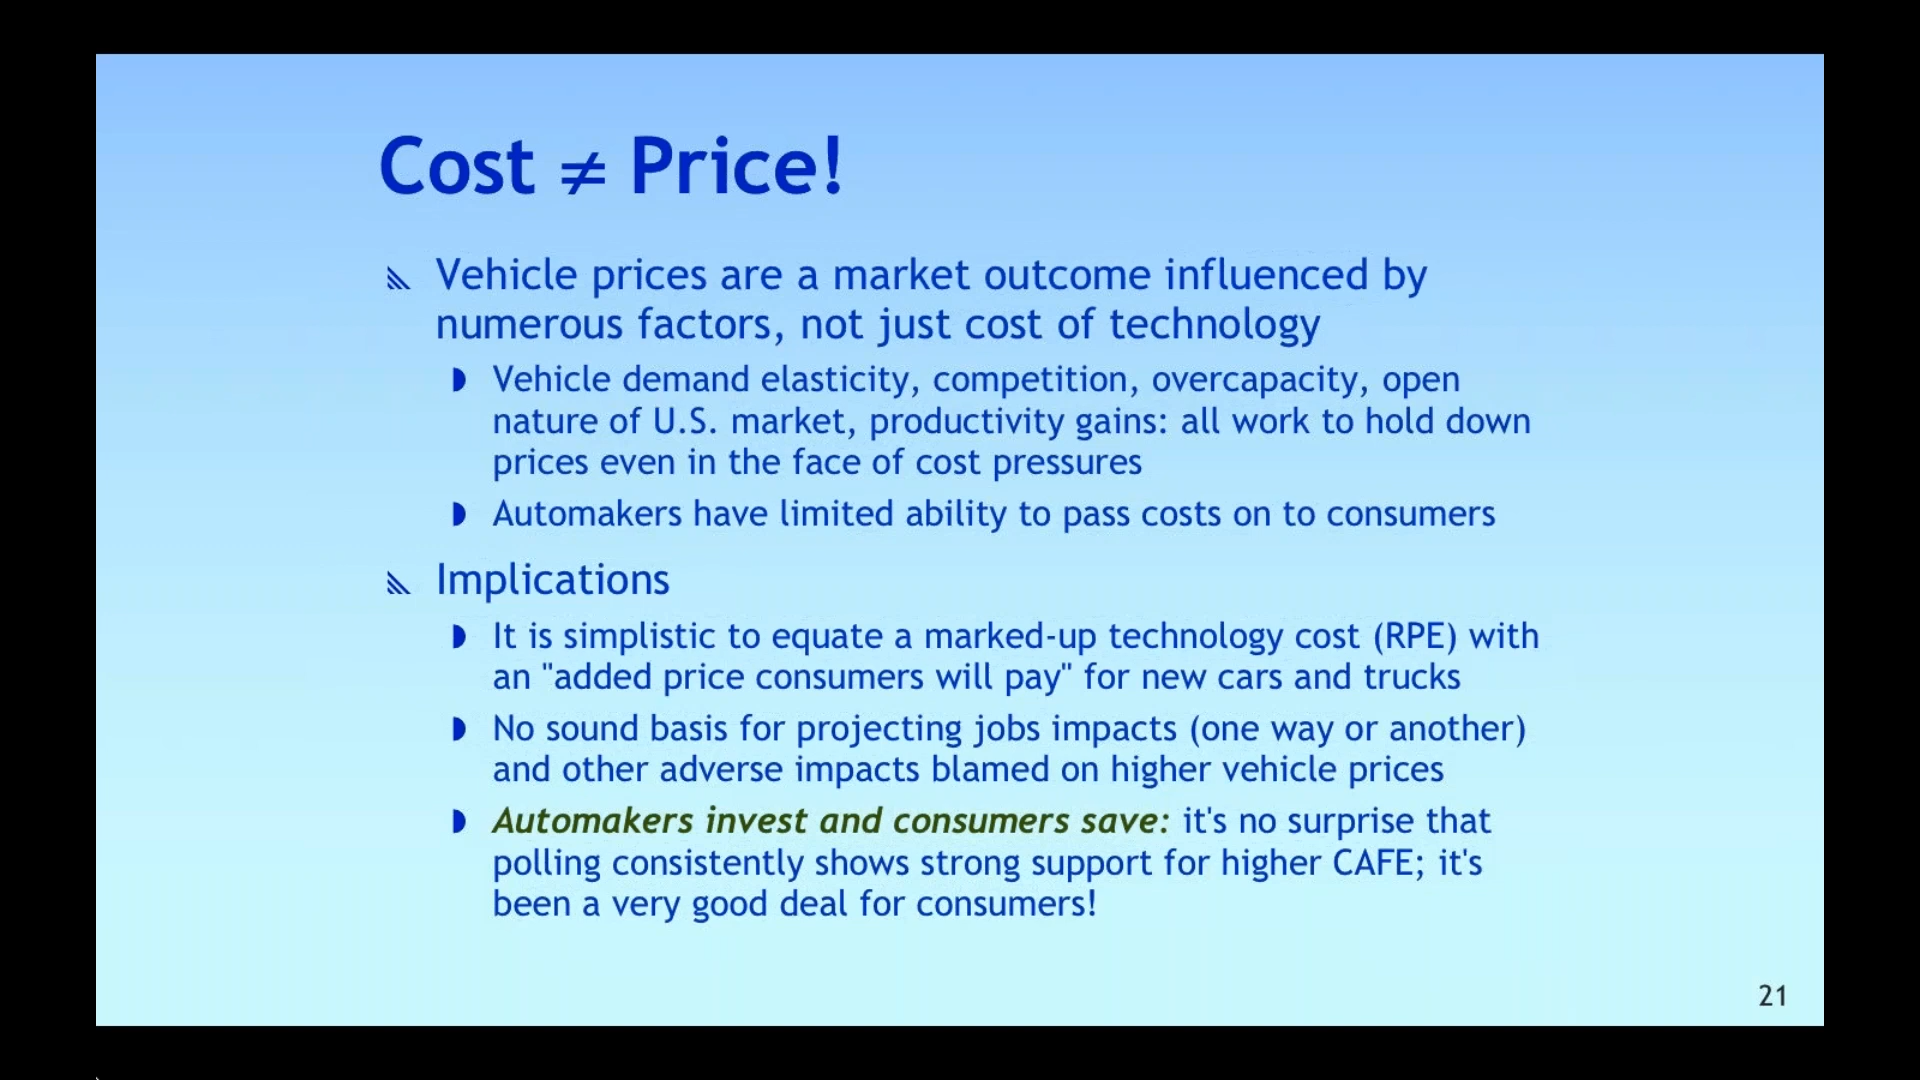 Cost ≠ Price!
Vehicle prices are a market outcome influenced by
numerous factors, not just cost of technology
Vehicle demand elasticity, competition, overcapacity, open
nature of U.S. market, productivity gains: all work to hold down
prices even in the face of cost pressures
Automakers have limited ability to pass costs on to consumers
Implications
It is simplistic to equate a marked-up technology cost (RPE) with
an "added price consumers will pay" for new cars and trucks
No sound basis for projecting jobs impacts (one way or another)
and other adverse impacts blamed on higher vehicle prices
Automakers invest and consumers save: it's no surprise that
polling consistently shows strong support for higher CAFE; it's
been a very good deal for consumers!
21